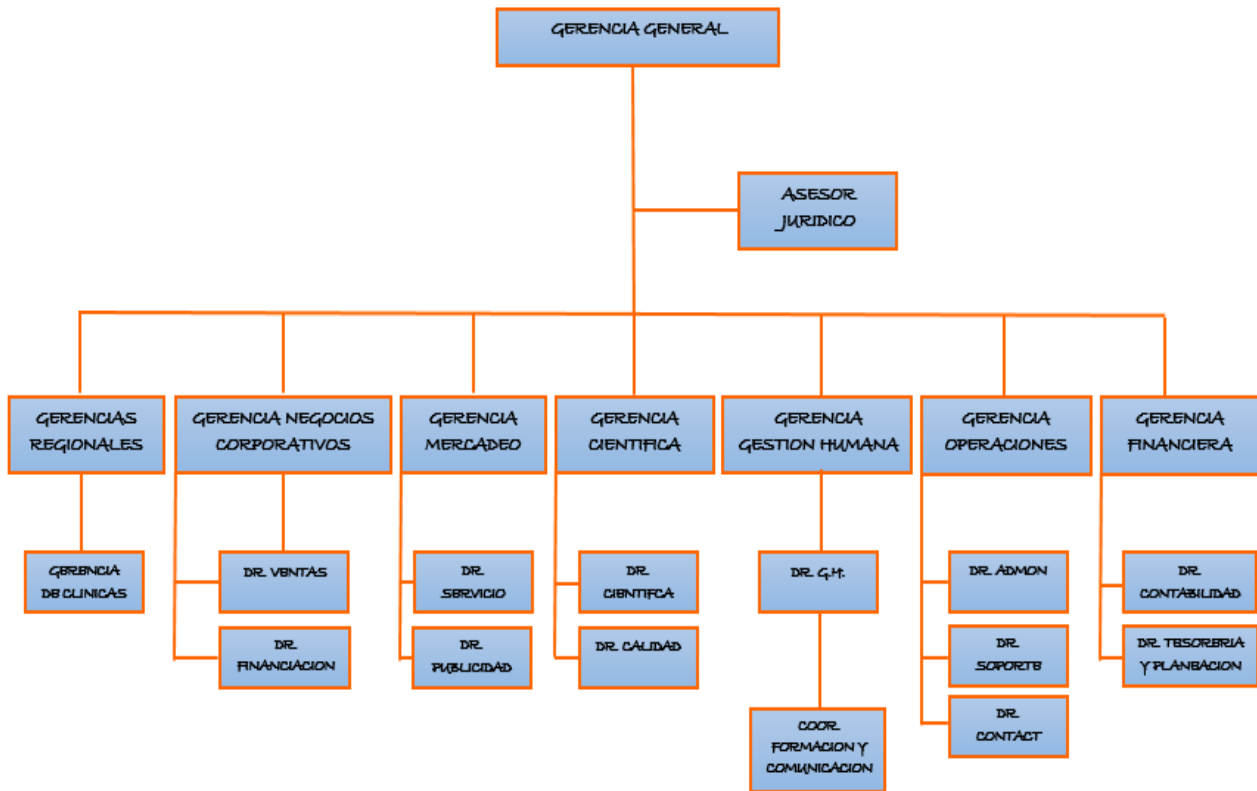 GERENCIA GENERAL
ASESOR
JURIDICO
GERENCIAS
REGIONALES
GERENCIA NEGOCIOS
CORPORATIVOS
GERENCIA
MERCADEO
GERENCIA
CIENTIFICA
GERENCIA
GESTION HUMANA
GERENCIA
OPERACIONES
GERENCIA
FINANCIERA
GERENCIA
DE CLINICAS
DR. VENTAS
DR.
SERVICIO
DR.
CIENTIFCA
DR. G.H.
DR. ADMON
DR.
CONTABILIDAD
DR.
FINANCIACION
DR.
PUBLICIDAD
DR. CALIDAD
DR.
SOPORTE
DR. TESORERIA
Y PLANEACION
COOR.
FORMACION Y
COMUNICACION
DR.
CONTACT